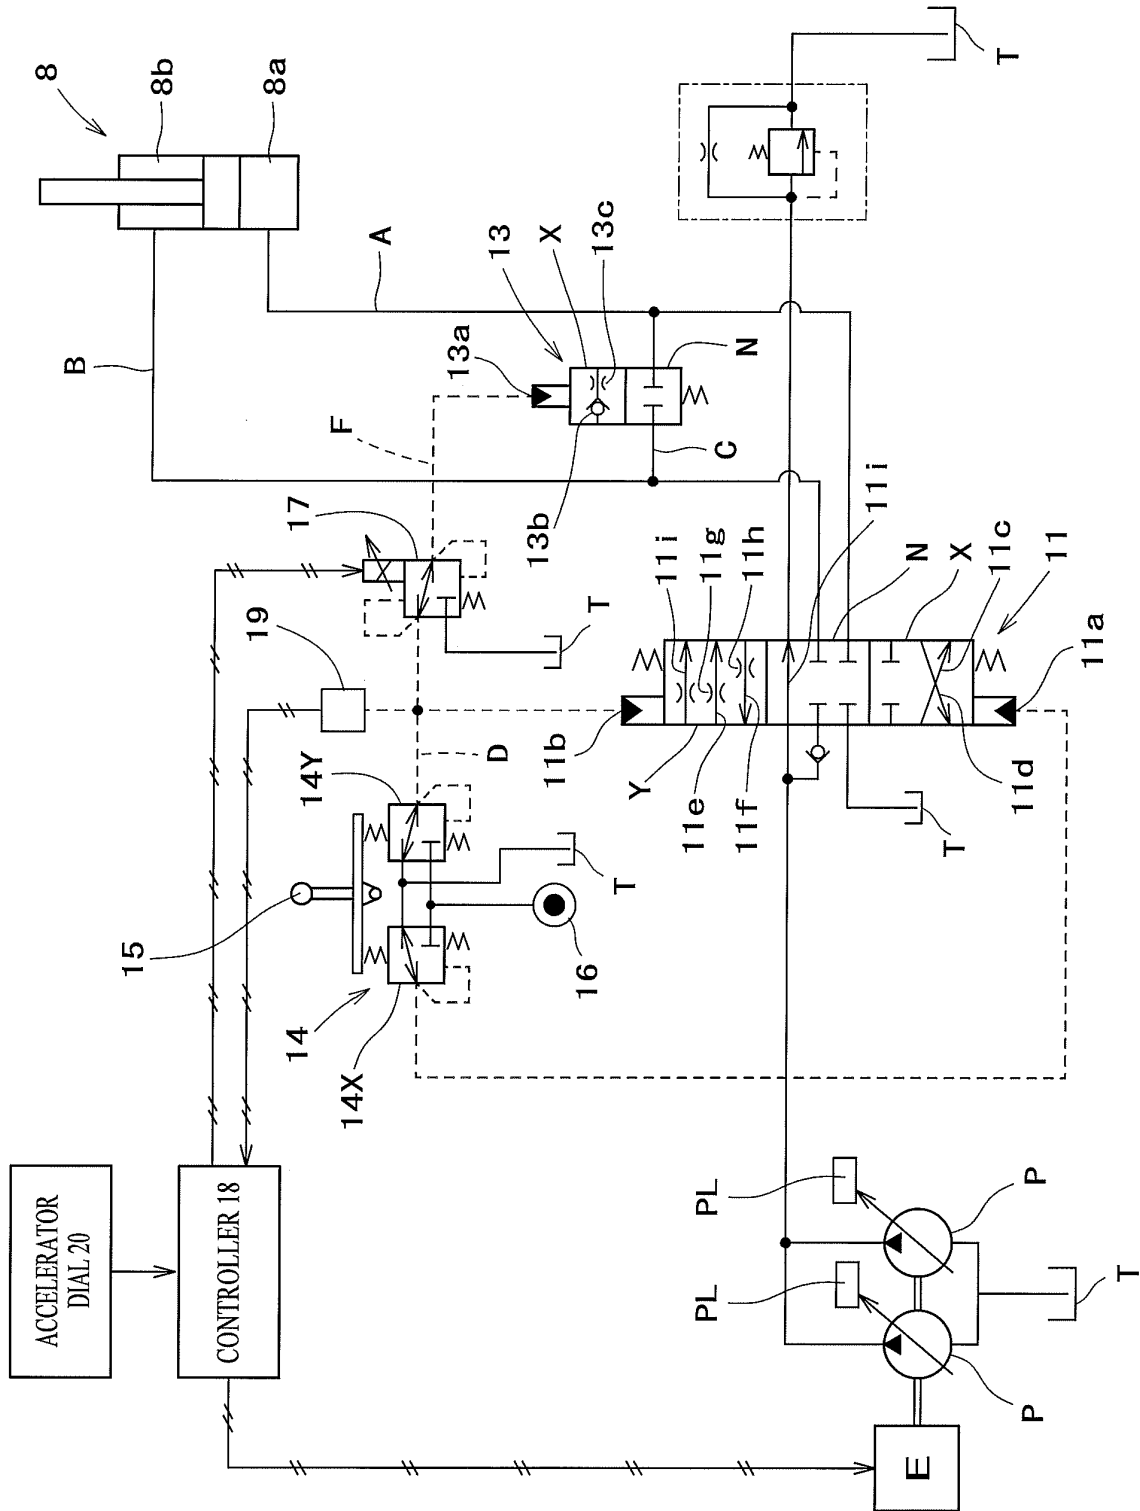 8
8b
8a
T
A
B
13
X
13c
13a
N
F
C
13b
17
19
T
11i
11g
11h
11i
N
X
11c
11
11a
11b
D
14Y
Y
11e
11f
11d
T
T
15
16
14
14X
ACCELERATOR
DIAL 20
CONTROLLER 18
PL
P
PL
P
T
E